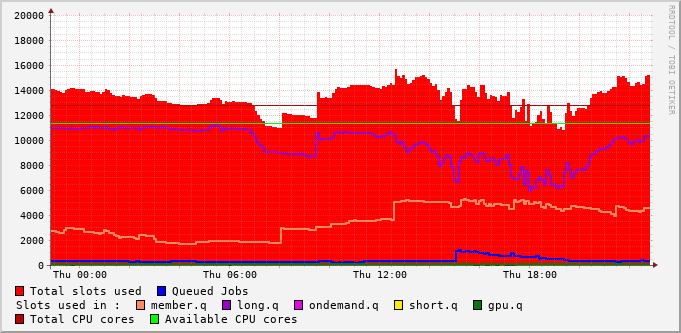 20000
18000
16000
14000
12000
10000
8000
6000
4000
2000
0
Thu 00:00 Thu 06:00 Thu 12:00 Thu 18:00
RRDTOOL / TOBI OETIKER
Total slots used Queued Jobs
Slots used in : member.q long.q ondemand.q short.q gpu.q
Total CPU cores Available CPU cores